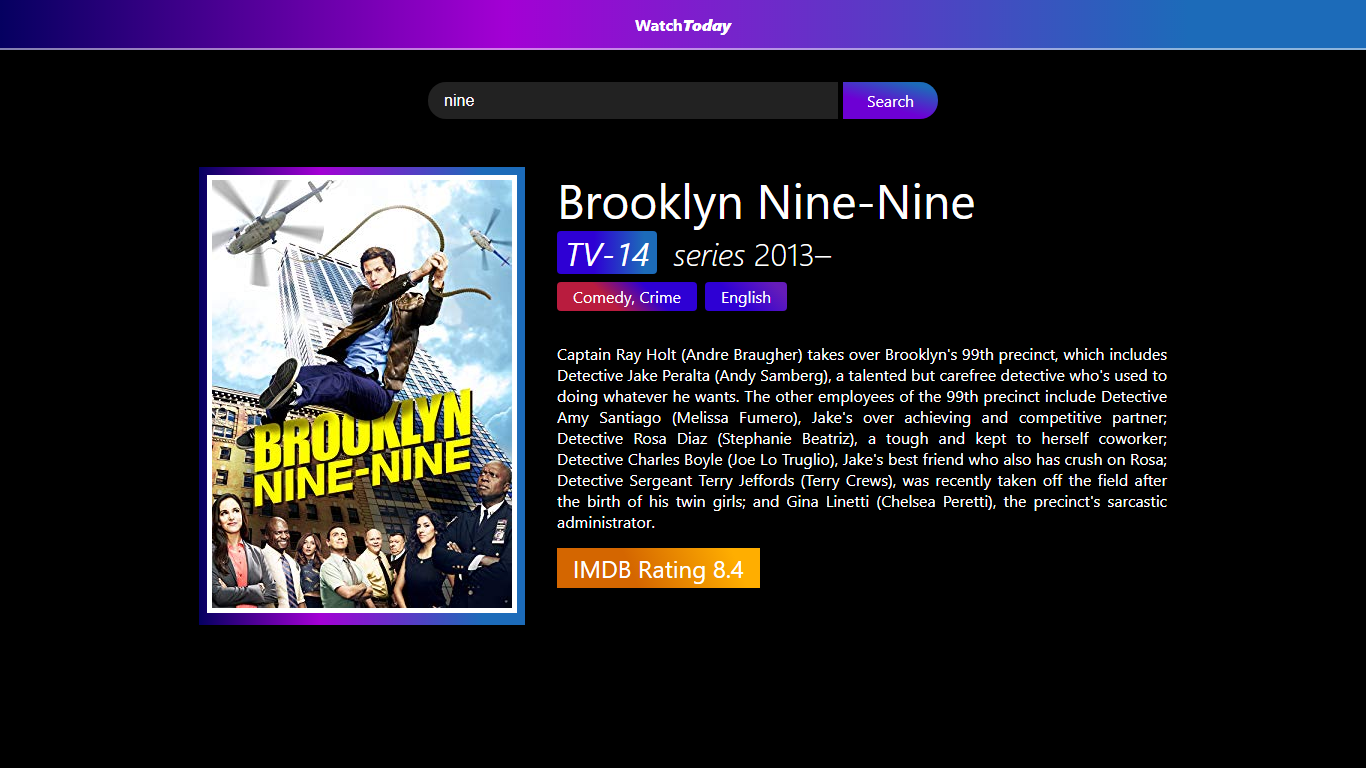 WatchToday
nine
Search
Brooklyn Nine-Nine
TV-14 series 2013–
Comedy, Crime English
Captain Ray Holt (Andre Braugher) takes over Brooklyn's 99th precinct, which includes
Detective Jake Peralta (Andy Samberg), a talented but carefree detective who's used to
doing whatever he wants. The other employees of the 99th precinct include Detective
Amy Santiago (Melissa Fumero), Jake's over achieving and competitive partner;
Detective Rosa Diaz (Stephanie Beatriz), a tough and kept to herself coworker;
Detective Charles Boyle (Joe Lo Truglio), Jake's best friend who also has crush on Rosa;
Detective Sergeant Terry Jeffords (Terry Crews), was recently taken off the field after
the birth of his twin girls; and Gina Linetti (Chelsea Peretti), the precinct's sarcastic
administrator.
IMDB Rating 8.4
BROOKLYN
NINE-NINE